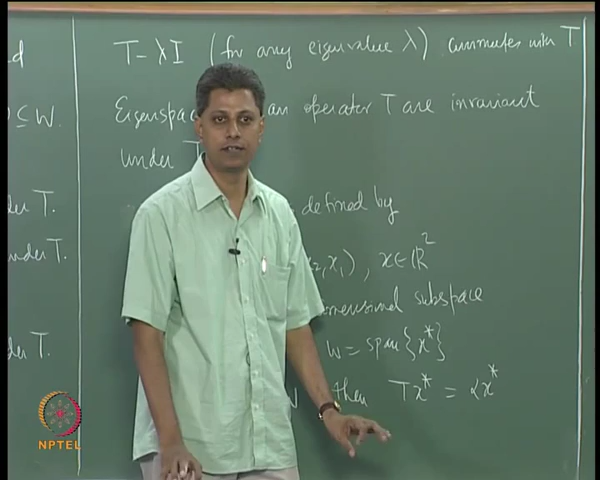 d
T - λI (for any eigenvalue λ) commutes with T
⊆ W.
an operator T are invariant
under T
der T.
defined by
under T.
x₂, x₁), x ∈ ℝ²
dimensional subspace
der T.
W = span{x*}
then Tx* = αx*
NPTEL